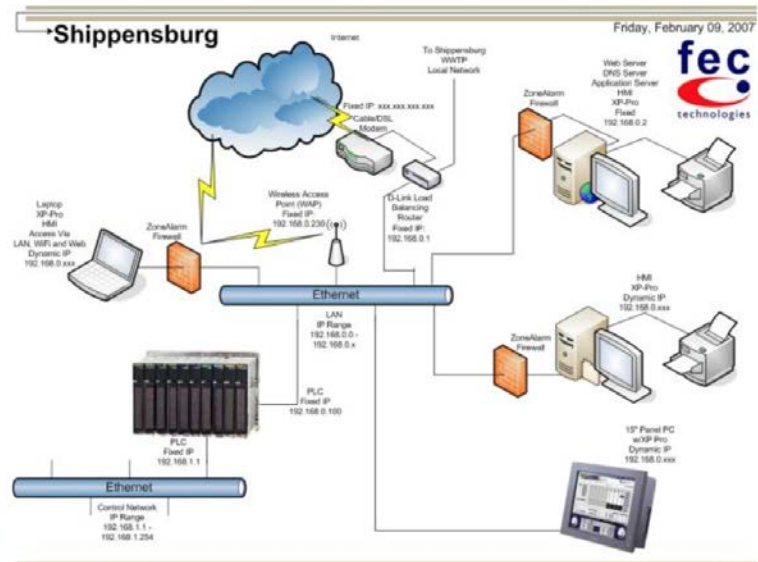 Shippensburg
Friday, February 09, 2007
fec
technologies
Internet
To Shippensburg
WWTP
Local Network
Fixed IP: xxx.xxx.xxx.xxx
Cable/DSL
Modem
Web Server
DNS Server
Application Server
HMI
XP-Pro
Fixed
192.168.0.2
ZoneAlarm
Firewall
Laptop
XP-Pro
HMI
Access Via
LAN, WiFi and Web
Dynamic IP
192.168.0.xxx
ZoneAlarm
Firewall
Wireless Access
Point (WAP)
Fixed IP:
192.168.0.230
D-Link Load
Balancing
Router
Fixed IP:
192.168.0.1
Ethernet
LAN
IP Range
192.168.0.0 -
192.168.0.x
HMI
XP-Pro
Dynamic IP
192.168.0.xxx
ZoneAlarm
Firewall
PLC
Fixed IP
192.168.0.100
PLC
Fixed IP
192.168.1.1
15" Panel PC
w/XP Pro
Dynamic IP
192.168.0.xxx
Ethernet
Control Network
IP Range
192.168.1.1 -
192.168.1.254